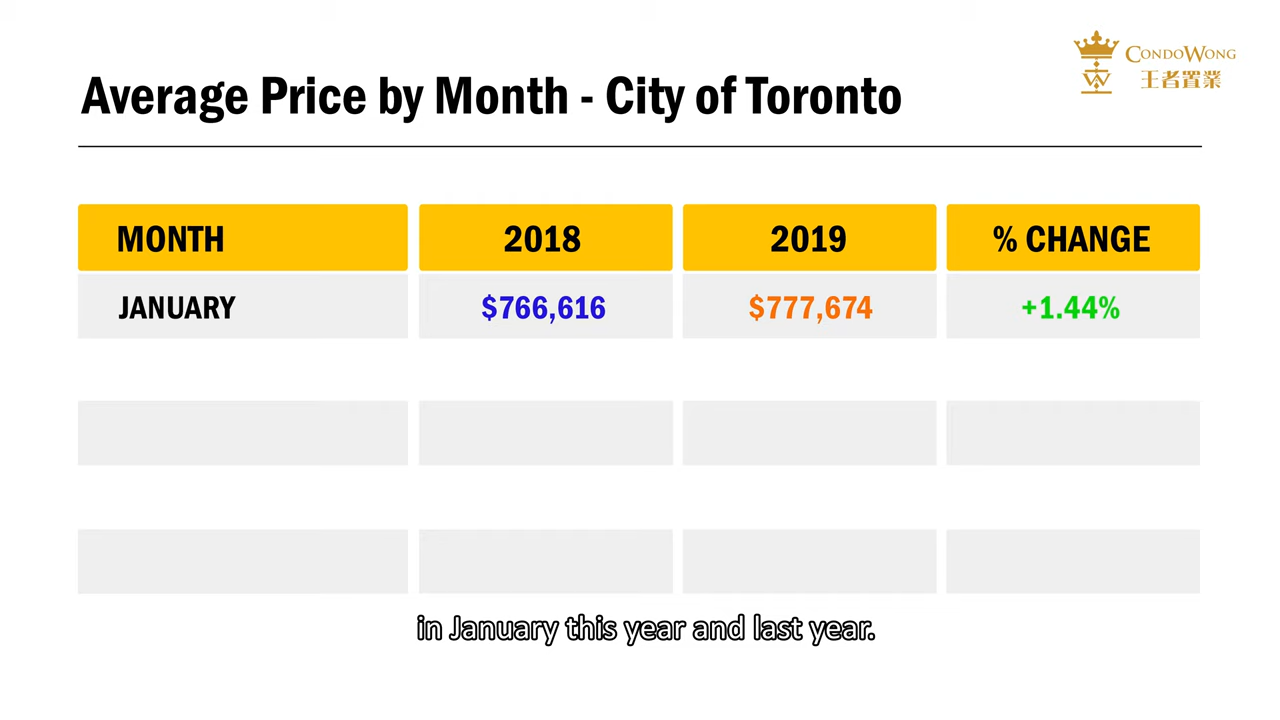 CONDOWONG
王者置業
Average Price by Month - City of Toronto
MONTH 2018 2019 % CHANGE
JANUARY $766,616 $777,674 +1.44%
in January this year and last year.